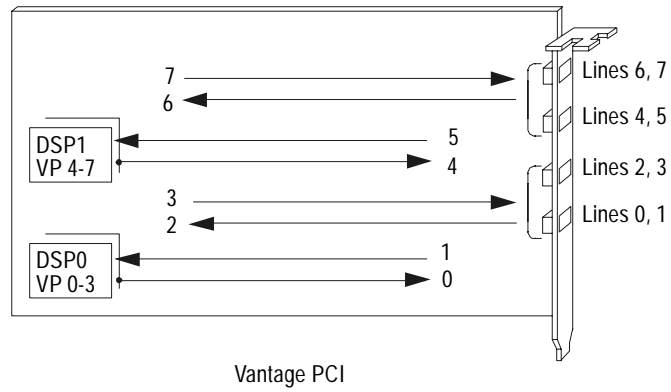 7
6
Lines 6, 7
Lines 4, 5
5
4
DSP1
VP 4-7
3
2
Lines 2, 3
Lines 0, 1
1
0
DSP0
VP 0-3
Vantage PCI